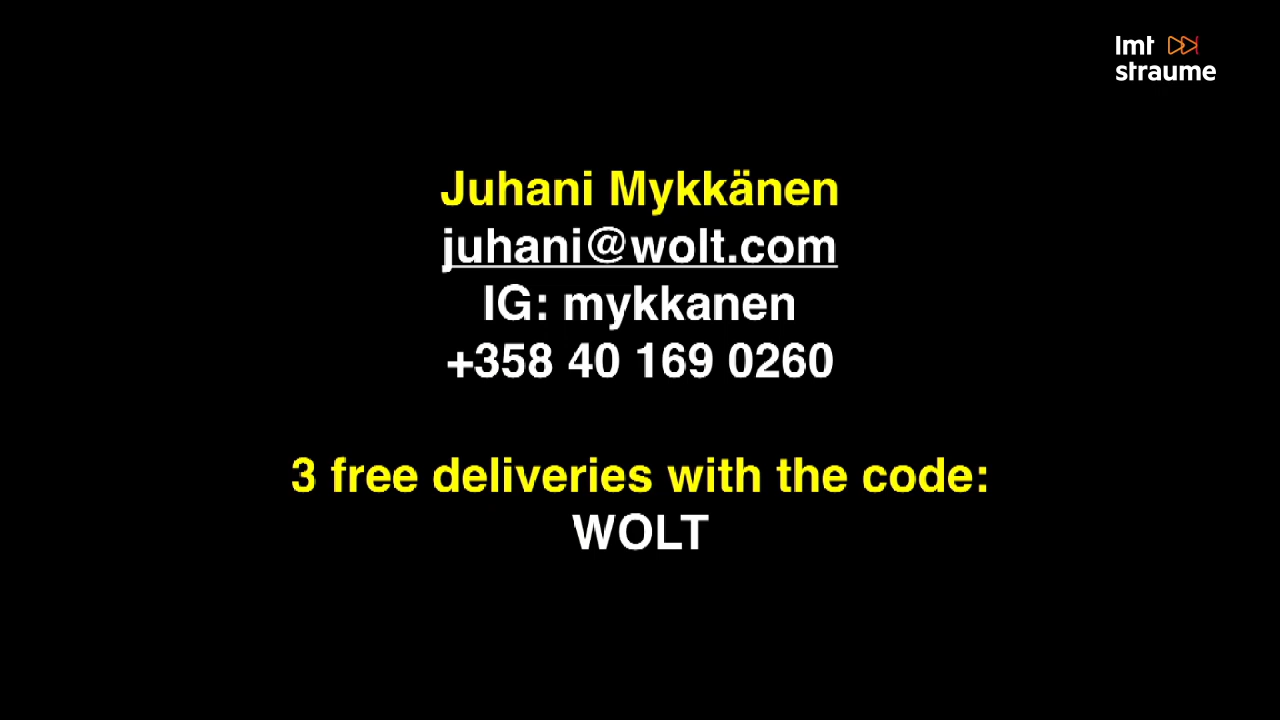 lmt
straume
Juhani Mykkänen
juhani@wolt.com
IG: mykkanen
+358 40 169 0260
3 free deliveries with the code:
WOLT